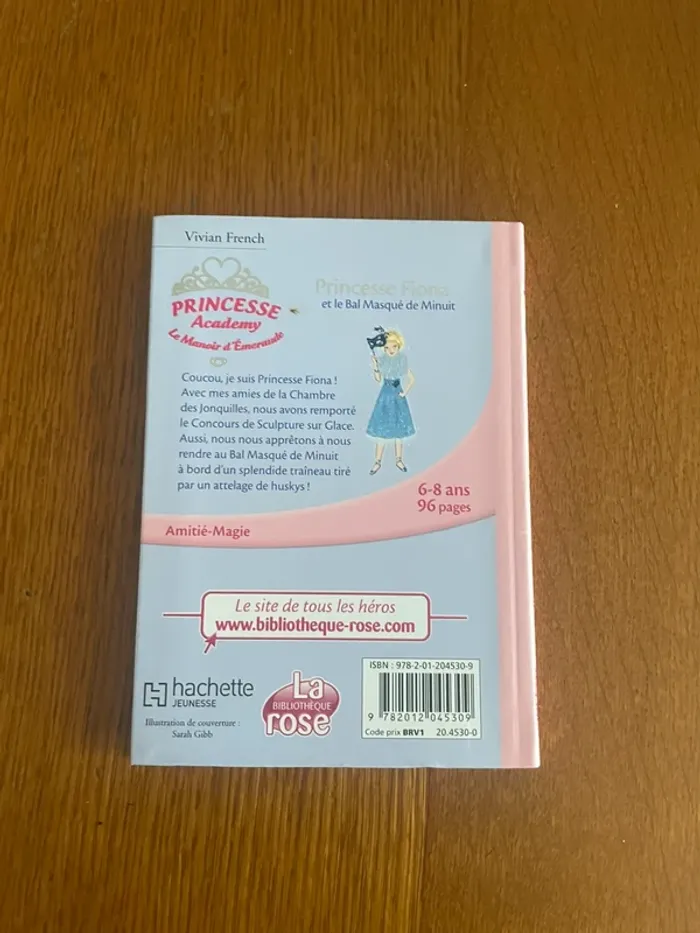 Vivian French
PRINCESSE
Academy
Le Manoir d'Émeraude
Princesse Fiona
et le Bal Masqué de Minuit
Coucou, je suis Princesse Fiona !
Avec mes amies de la Chambre
des Jonquilles, nous avons remporté
le Concours de Sculpture sur Glace.
Aussi, nous nous apprêtons à nous
rendre au Bal Masqué de Minuit
à bord d'un splendide traîneau tiré
par un attelage de huskys !
6-8 ans
96 pages
Amitié-Magie
Le site de tous les héros
www.bibliotheque-rose.com
hachette
JEUNESSE
Illustration de couverture :
Sarah Gibb
La
BIBLIOTHÈQUE
rose
ISBN : 978-2-01-204530-9
9 782012 045309
Code prix BRV1 20.4530-0